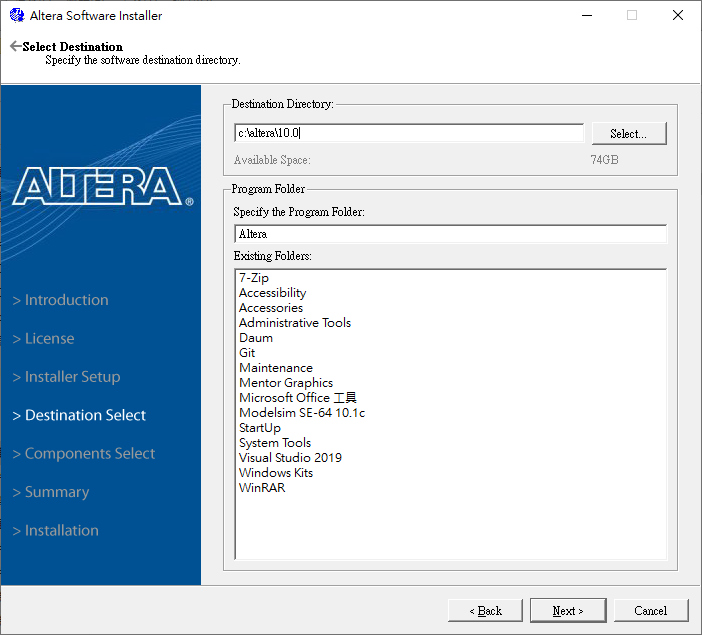 Altera Software Installer
Select Destination
Specify the software destination directory.
ALTERA®
> Introduction
> License
> Installer Setup
> Destination Select
> Components Select
> Summary
> Installation
Destination Directory:
c:\altera\10.0
Select...
Available Space:
74GB
Program Folder
Specify the Program Folder:
Altera
Existing Folders:
7-Zip
Accessibility
Accessories
Administrative Tools
Daum
Git
Maintenance
Mentor Graphics
Microsoft Office 工具
Modelsim SE-64 10.1c
StartUp
System Tools
Visual Studio 2019
Windows Kits
WinRAR
< Back
Next >
Cancel